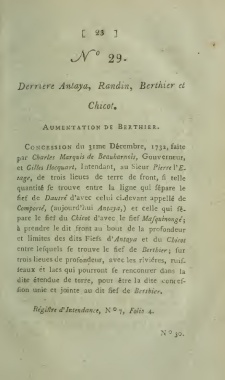 [ 28 ]
N° 29.
Derriere Antaya, Randin, Berthier et
Chicot.
AUGMENTATION DE BERTHIER.
CONCESSION du 31me Décembre, 1732, faite
par Charles Marquis de Beauharnois, Gouverneur,
et Gilles Hocquart, Intendant, au Sieur Pierre l'E-
tage, de trois lieues de terre de front, si telle
quantité se trouve entre la ligne qui sépare le
fief de Dautré d'avec celui ci-devant appellé de
Comporté, (aujourd'hui Antaya,) et celle qui sé-
pare le fief du Chicot d'avec le fief Masquinongé;
à prendre le dit front au bout de la profondeur
et limites des dits Fiefs d'Antaya et du Chicot
entre lesquels se trouve le fief de Berthier; sur
trois lieues de profondeur, avec les rivières, ruis-
seaux et lacs qui pourront se rencontrer dans la
dite étendue de terre, pour être la dite conces-
sion unie et jointe au dit fief de Berthier.
Régistre d'Intendance, N° 7, Folio 4.
N° 30.